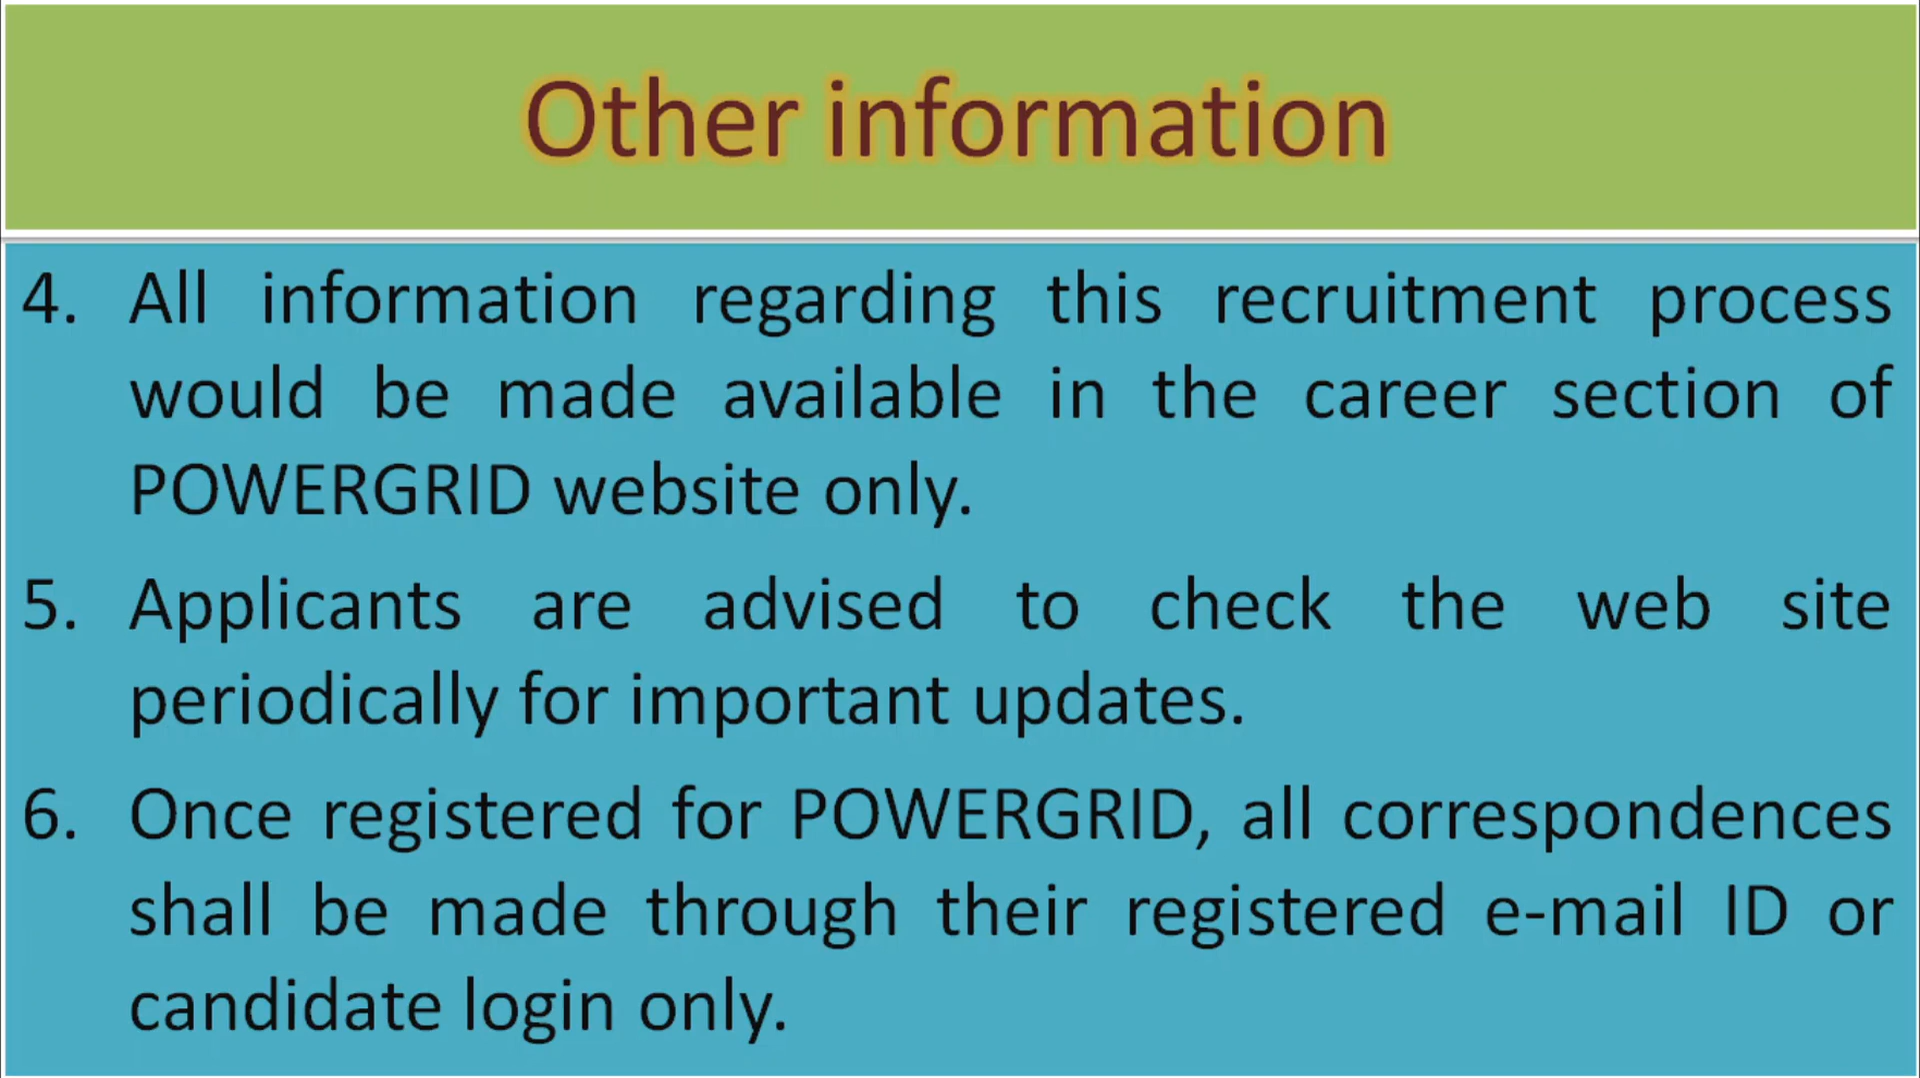 Other information
4. All information regarding this recruitment process
would be made available in the career section of
POWERGRID website only.
5. Applicants are advised to check the web site
periodically for important updates.
6. Once registered for POWERGRID, all correspondences
shall be made through their registered e-mail ID or
candidate login only.